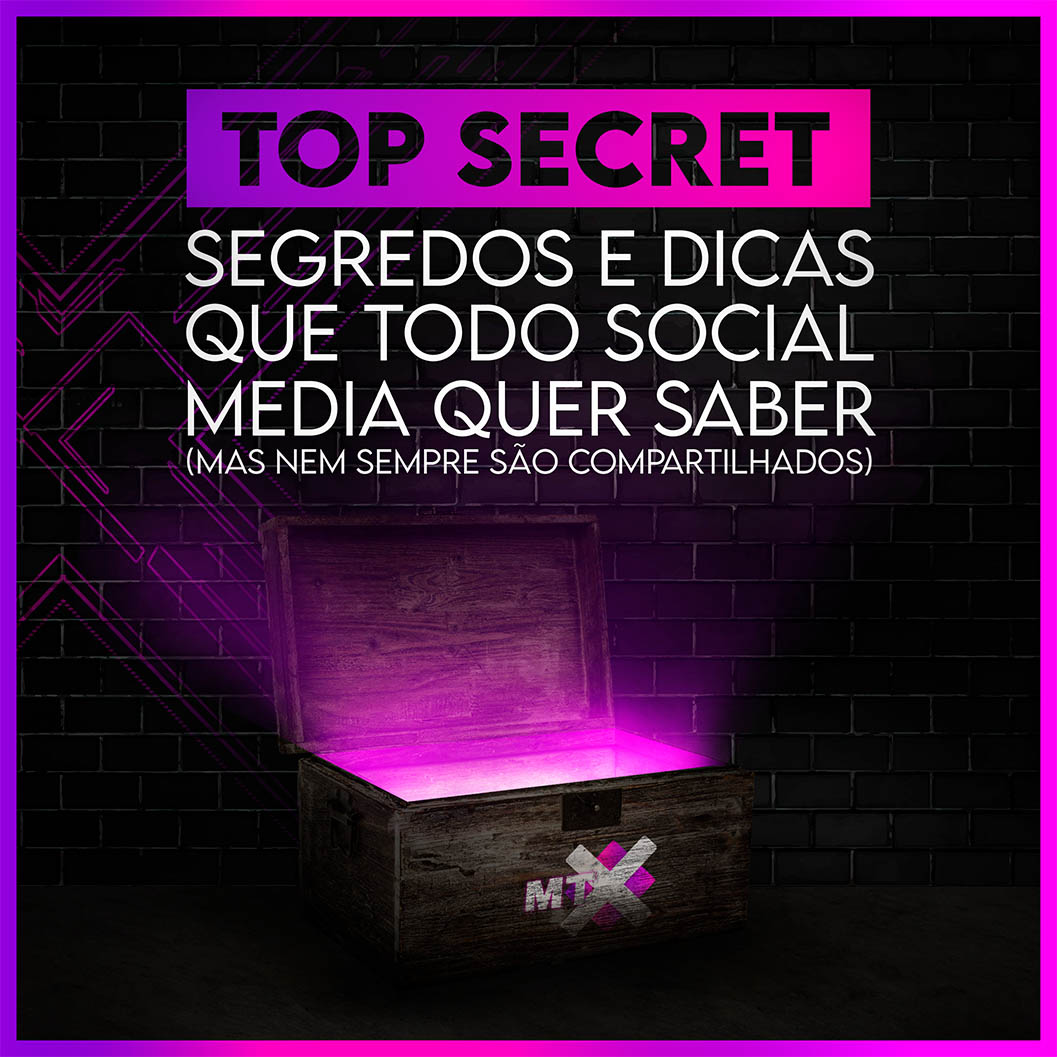 TOP SECRET
SEGREDOS E DICAS
QUE TODO SOCIAL
MEDIA QUER SABER
(MAS NEM SEMPRE SÃO COMPARTILHADOS)
MTX